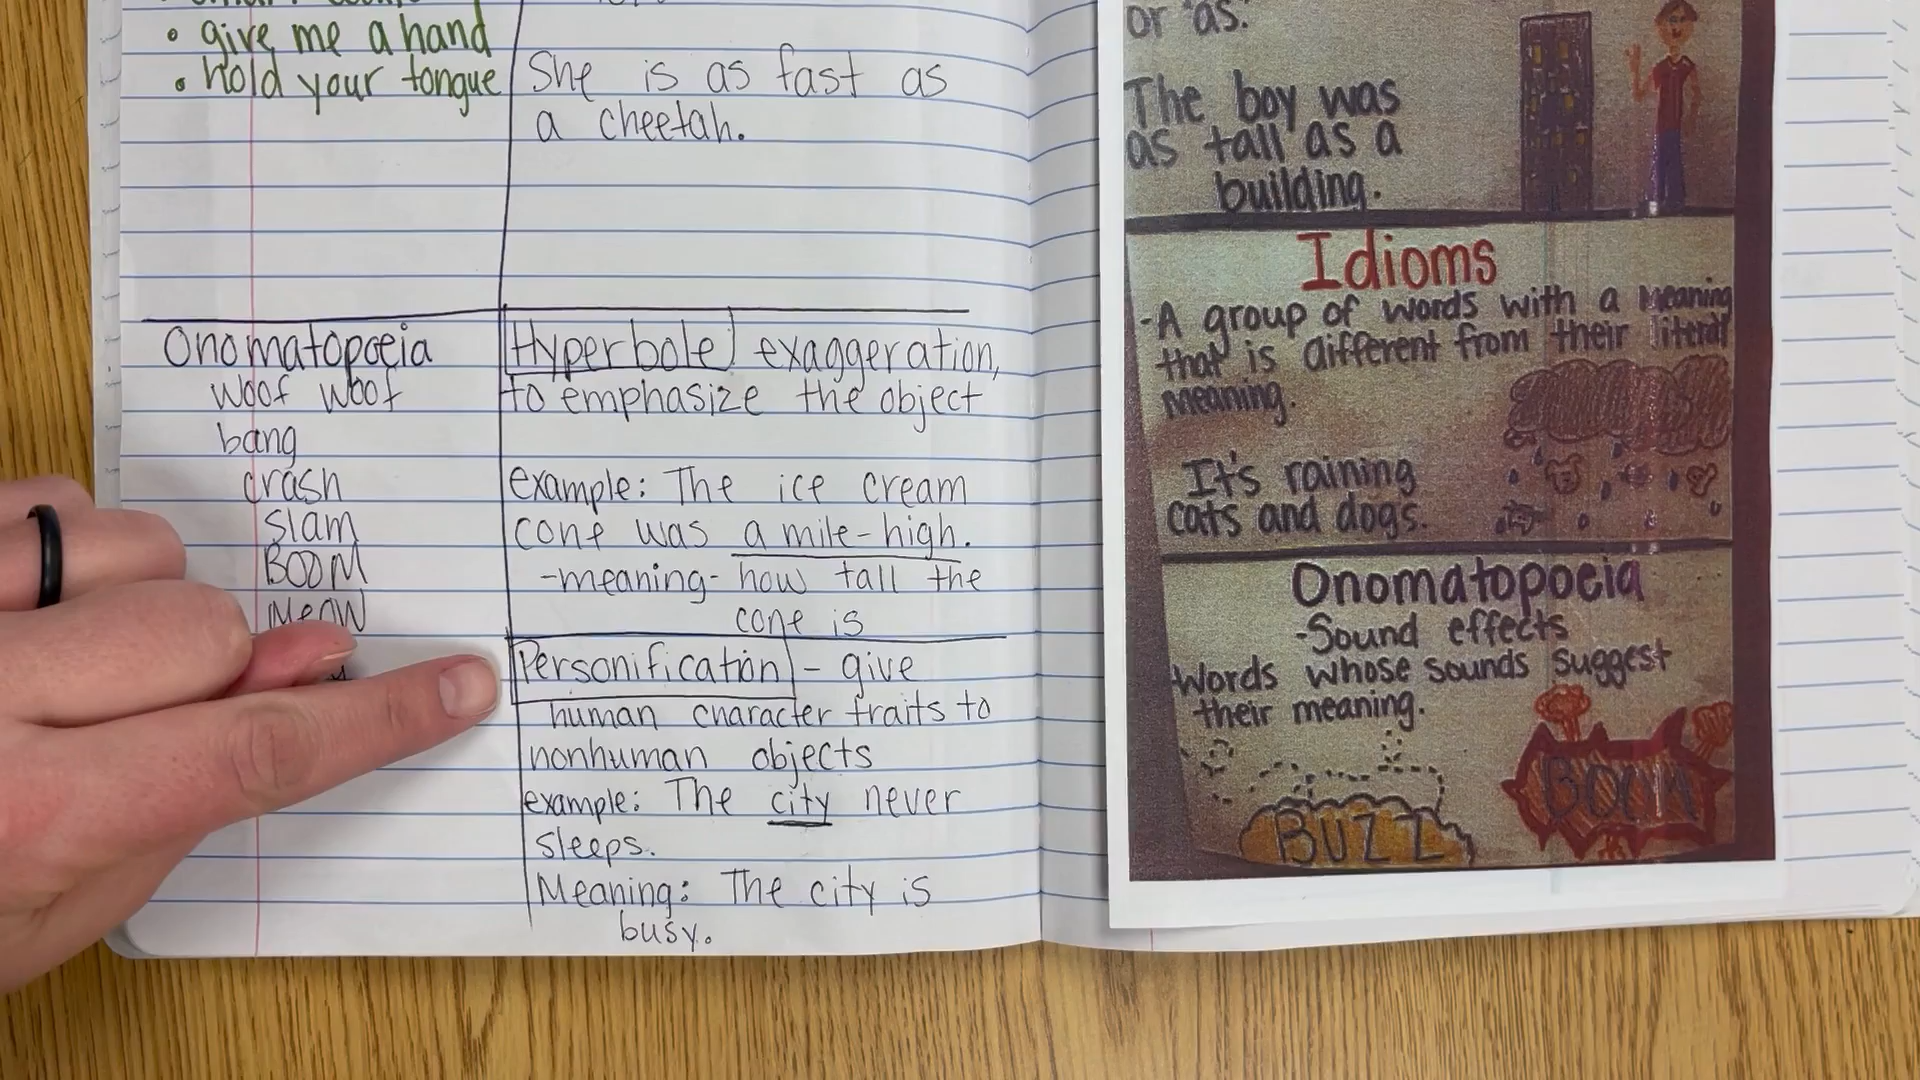 • give me a hand
• hold your tongue
She is as fast as
a cheetah.
Onomatopoeia
woof woof
bang
crash
slam
BOOM
Meow
Hyperbole exaggeration,
to emphasize the object
example: The ice cream
cone was a mile-high.
-meaning- how tall the
cone is
Personification - give
human character traits to
nonhuman objects
example: The city never
sleeps.
Meaning: The city is
busy.
or "as."
The boy was
as tall as a
building.
Idioms
-A group of words with a meaning
that is different from their literal
meaning.
It's raining
cats and dogs.
Onomatopoeia
-Sound effects
Words whose sounds suggest
their meaning.
BUZZ
BOOM